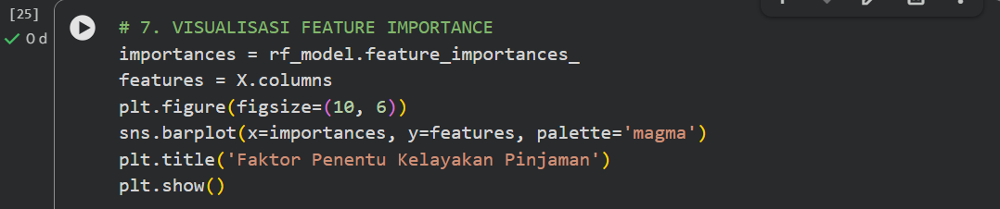 [25]
0 d
# 7. VISUALISASI FEATURE IMPORTANCE
importances = rf_model.feature_importances_
features = X.columns
plt.figure(figsize=(10, 6))
sns.barplot(x=importances, y=features, palette='magma')
plt.title('Faktor Penentu Kelayakan Pinjaman')
plt.show()